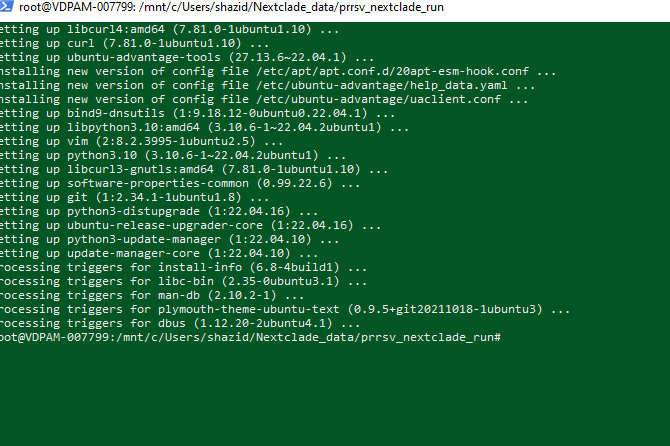 root@VDPAM-007799: /mnt/c/Users/shazid/Nextclade_data/prrsv_nextclade_run
etting up libcurl4:amd64 (7.81.0-1ubuntu1.10) ...
etting up curl (7.81.0-1ubuntu1.10) ...
etting up ubuntu-advantage-tools (27.13.6~22.04.1) ...
nstalling new version of config file /etc/apt/apt.conf.d/20apt-esm-hook.conf ...
nstalling new version of config file /etc/ubuntu-advantage/help_data.yaml ...
nstalling new version of config file /etc/ubuntu-advantage/uaclient.conf ...
etting up bind9-dnsutils (1:9.18.12-0ubuntu0.22.04.1) ...
etting up libpython3.10:amd64 (3.10.6-1~22.04.2ubuntu1) ...
etting up vim (2:8.2.3995-1ubuntu2.5) ...
etting up python3.10 (3.10.6-1~22.04.2ubuntu1) ...
etting up libcurl3-gnutls:amd64 (7.81.0-1ubuntu1.10) ...
etting up software-properties-common (0.99.22.6) ...
etting up git (1:2.34.1-1ubuntu1.8) ...
etting up python3-distupgrade (1:22.04.16) ...
etting up ubuntu-release-upgrader-core (1:22.04.16) ...
etting up python3-update-manager (1:22.04.10) ...
etting up update-manager-core (1:22.04.10) ...
rocessing triggers for install-info (6.8-4build1) ...
rocessing triggers for libc-bin (2.35-0ubuntu3.1) ...
rocessing triggers for man-db (2.10.2-1) ...
rocessing triggers for plymouth-theme-ubuntu-text (0.9.5+git20211018-1ubuntu3) ...
rocessing triggers for dbus (1.12.20-2ubuntu4.1) ...
oot@VDPAM-007799:/mnt/c/Users/shazid/Nextclade_data/prrsv_nextclade_run#